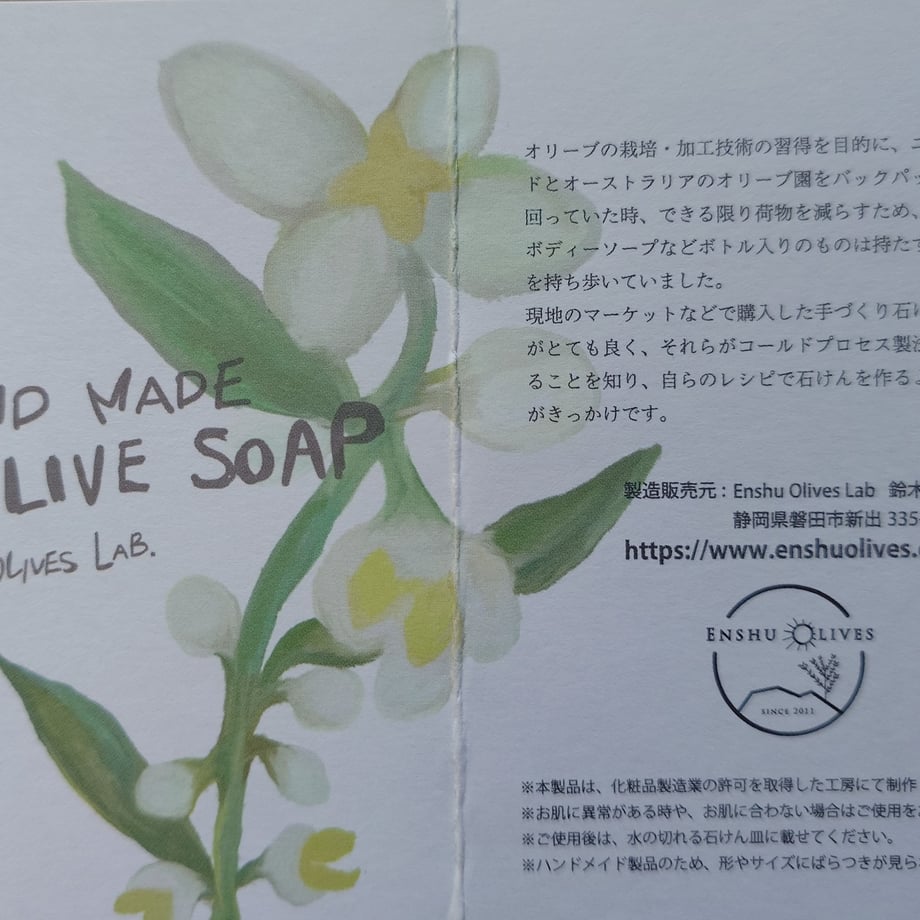 MADE
LIVE SOAP
OLIVES LAB.
オリーブの栽培・加工技術の習得を目的に、ニ
ドとオーストラリアのオリーブ園をバックパッ
回っていた時、できる限り荷物を減らすため、
ボディーソープなどボトル入りのものは持たず
を持ち歩いていました。
現地のマーケットなどで購入した手づくり石け
がとても良く、それらがコールドプロセス製法
ることを知り、自らのレシピで石けんを作るよ
がきっかけです。
製造販売元：Enshu Olives Lab 鈴木
静岡県磐田市新出 335-
https://www.enshuolives.c
ENSHU OLIVES
SINCE 2021
※本製品は、化粧品製造業の許可を取得した工房にて制作
※お肌に異常がある時や、お肌に合わない場合はご使用をお
※ご使用後は、水の切れる石けん皿に載せてください。
※ハンドメイド製品のため、形やサイズにばらつきが見ら